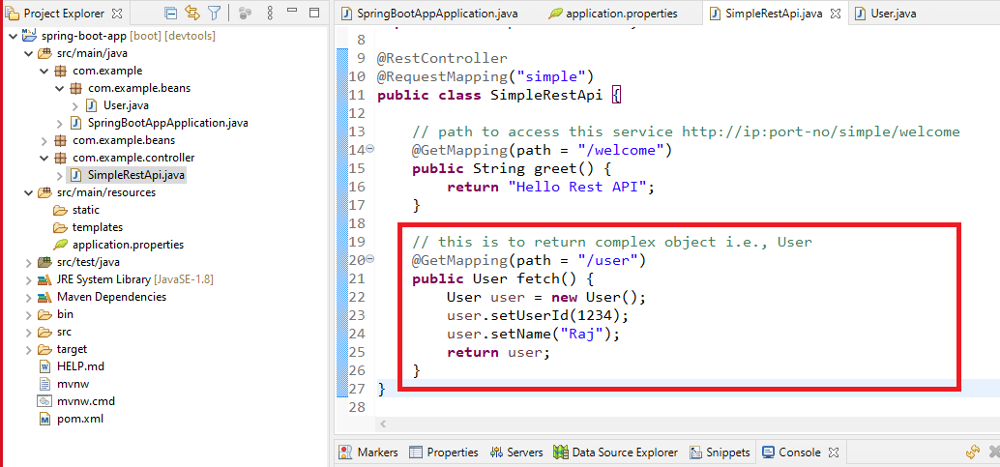 Project Explorer
spring-boot-app [boot] [devtools]
src/main/java
com.example
com.example.beans
User.java
SpringBootAppApplication.java
com.example.beans
com.example.controller
SimpleRestApi.java
src/main/resources
static
templates
application.properties
src/test/java
JRE System Library [JavaSE-1.8]
Maven Dependencies
bin
src
target
HELP.md
mvnw
mvnw.cmd
pom.xml
SpringBootAppApplication.java application.properties SimpleRestApi.java User.java
8
9 @RestController
10 @RequestMapping("simple")
11 public class SimpleRestApi {
12
13 // path to access this service http://ip:port-no/simple/welcome
14 @GetMapping(path = "/welcome")
15 public String greet() {
16 return "Hello Rest API";
17 }
18
19 // this is to return complex object i.e., User
20 @GetMapping(path = "/user")
21 public User fetch() {
22 User user = new User();
23 user.setUserId(1234);
24 user.setName("Raj");
25 return user;
26 }
27 }
28
Markers Properties Servers Data Source Explorer Snippets Console